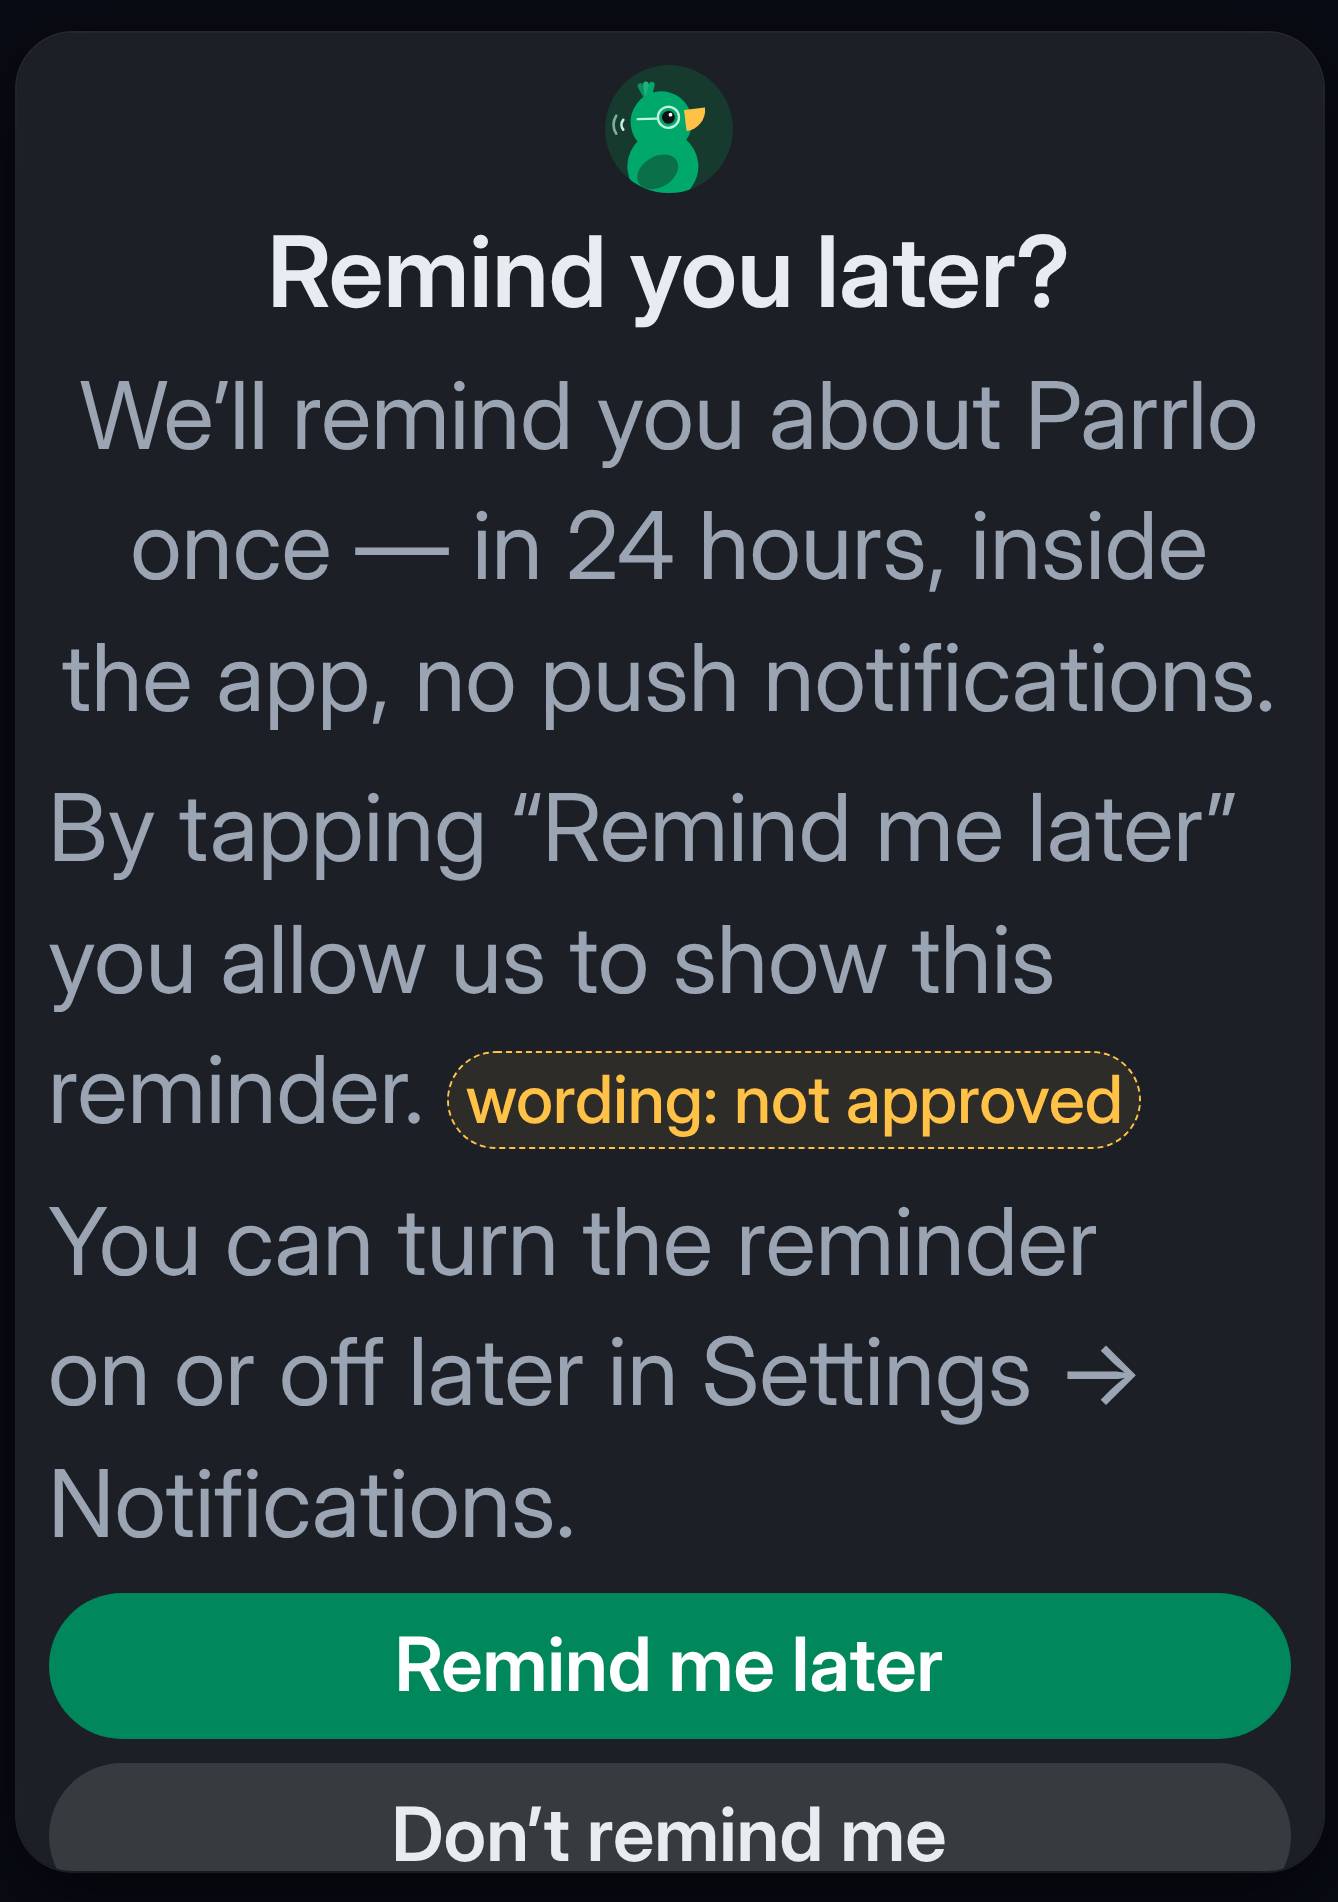 Remind you later?
We’ll remind you about Parrlo
once — in 24 hours, inside
the app, no push notifications.
By tapping “Remind me later”
you allow us to show this
reminder. wording: not approved
You can turn the reminder
on or off later in Settings →
Notifications.
Remind me later
Don’t remind me